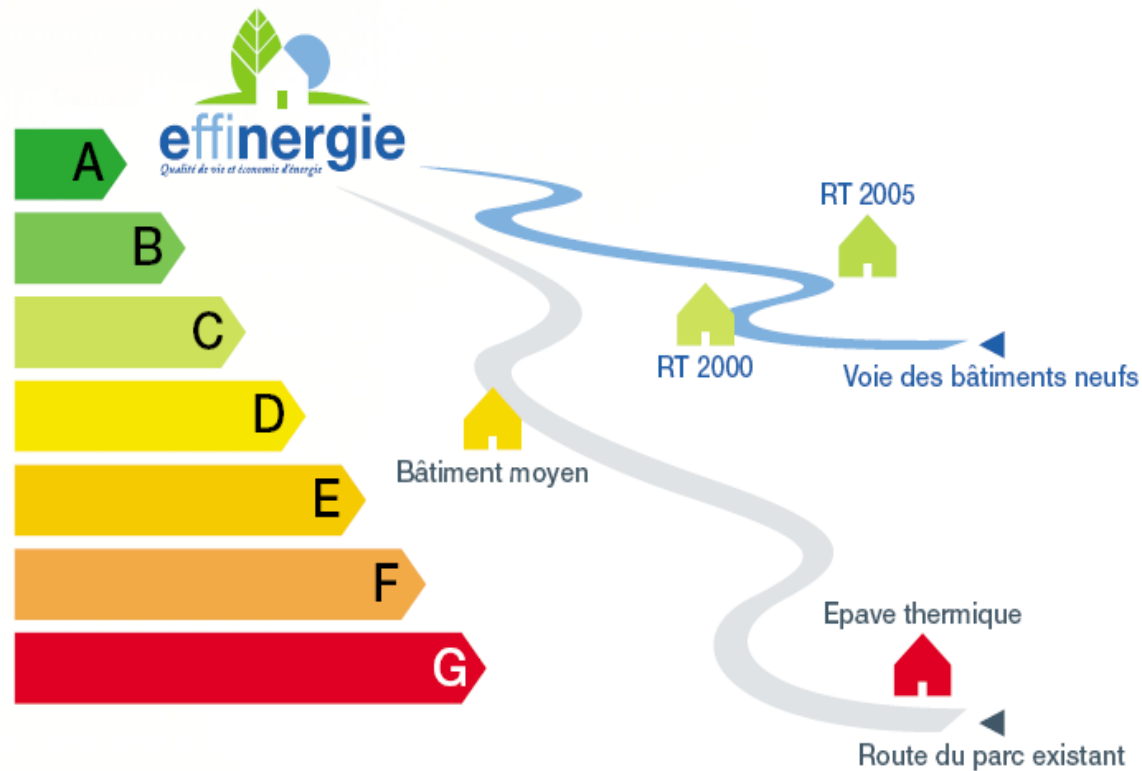 effinergie
Qualité de vie et économie d'énergie
A
B
C
D
E
F
G
RT 2005
RT 2000
Voie des bâtiments neufs
Bâtiment moyen
Epave thermique
Route du parc existant